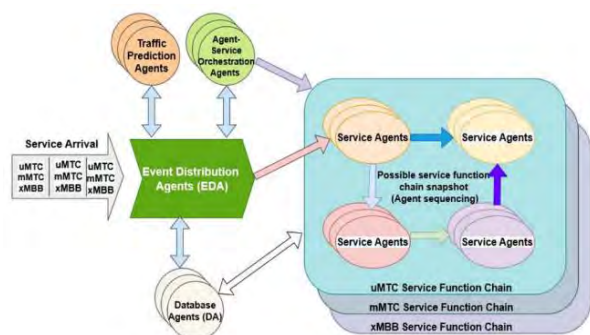 Traffic
Prediction
Agents
Agent-
Service
Orchestration
Agents
Service Arrival
uMTC uMTC uMTC
mMTC mMTC mMTC
xMBB xMBB xMBB
Event Distribution
Agents (EDA)
Database
Agents (DA)
Service Agents
Service Agents
Possible service function
chain snapshot
(Agent sequencing)
Service Agents
Service Agents
uMTC Service Function Chain
mMTC Service Function Chain
xMBB Service Function Chain